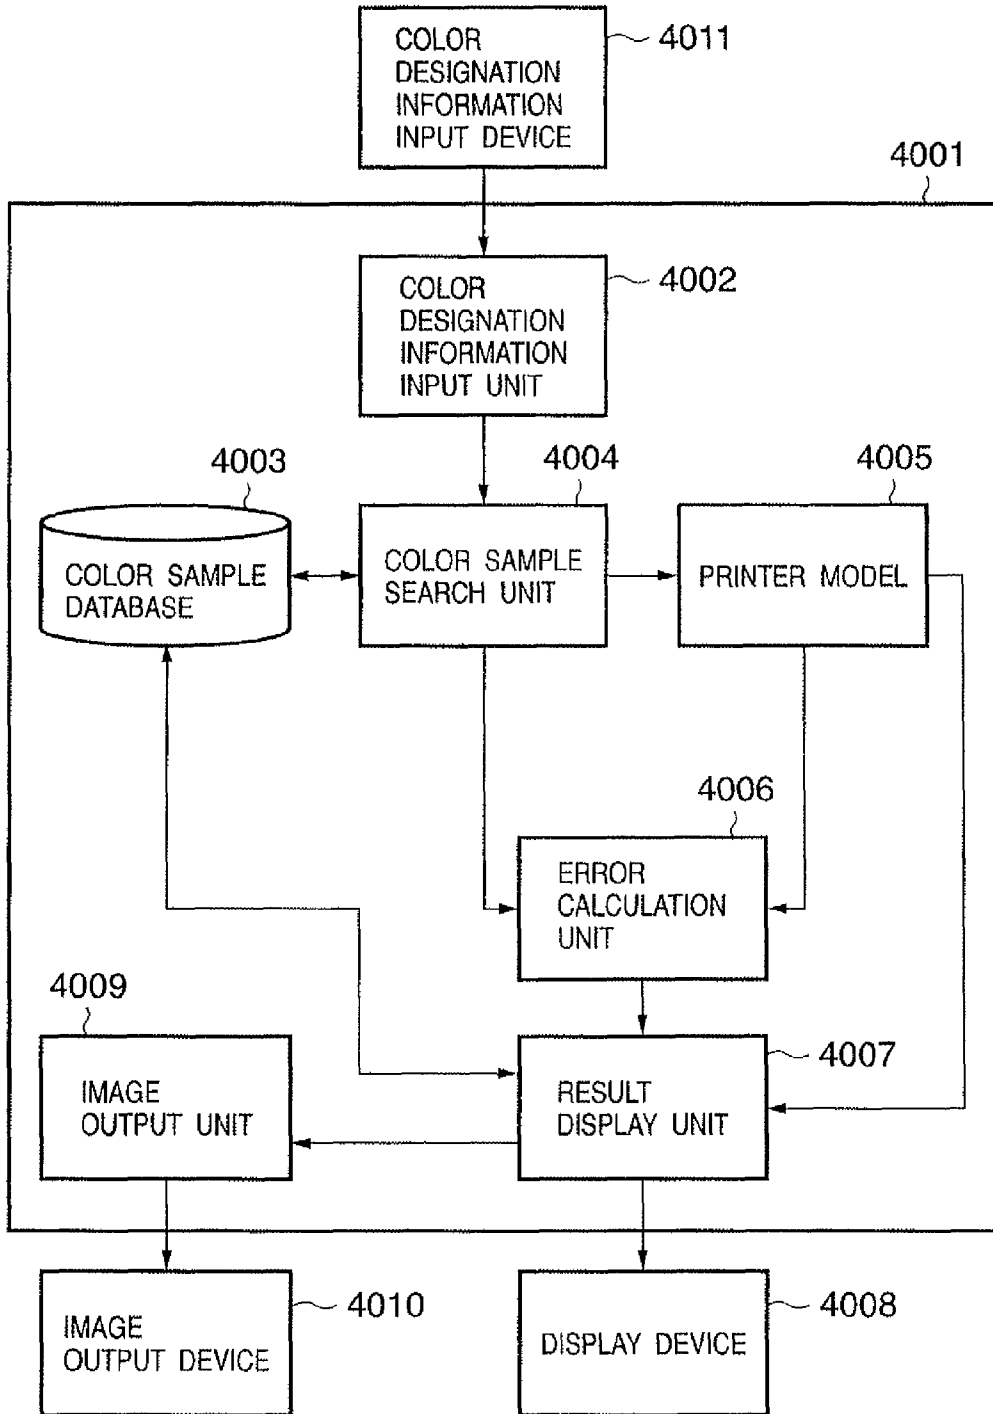 COLOR
DESIGNATION
INFORMATION
INPUT DEVICE
4011
4001
COLOR
DESIGNATION
INFORMATION
INPUT UNIT
4002
4003
COLOR SAMPLE
DATABASE
4004
COLOR SAMPLE
SEARCH UNIT
4005
PRINTER MODEL
4006
ERROR
CALCULATION
UNIT
4009
IMAGE
OUTPUT UNIT
4007
RESULT
DISPLAY UNIT
IMAGE
OUTPUT DEVICE
4010
DISPLAY DEVICE
4008